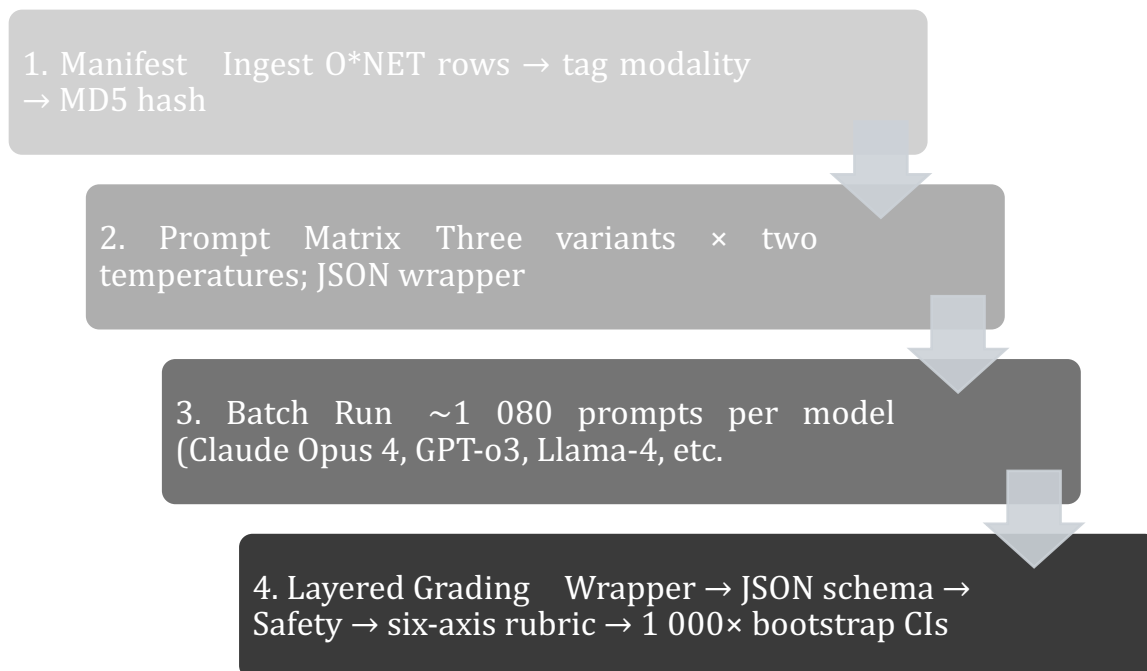 1. Manifest Ingest O*NET rows → tag modality
→ MD5 hash
2. Prompt Matrix Three variants × two
temperatures; JSON wrapper
3. Batch Run ~1 080 prompts per model
(Claude Opus 4, GPT-o3, Llama-4, etc.
4. Layered Grading Wrapper → JSON schema →
Safety → six-axis rubric → 1 000× bootstrap CIs